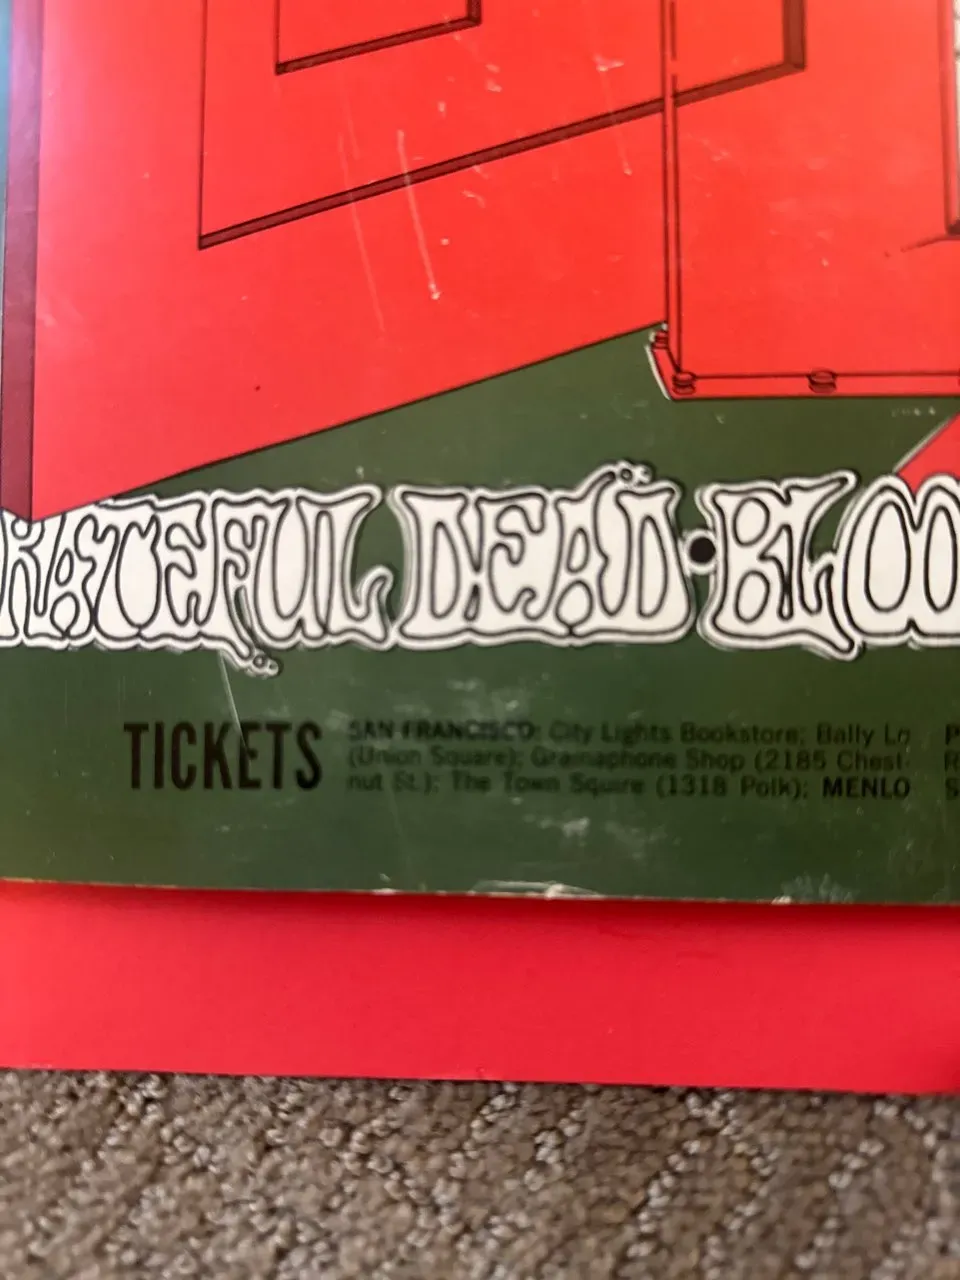 RATEFUL DEAD • BLOO
TICKETS
SAN FRANCISCO: City Lights Bookstore; Bally Lo
(Union Square); Gramaphone Shop (2185 Chest-
nut St.); The Town Square (1318 Polk); MENLO
P
R
S